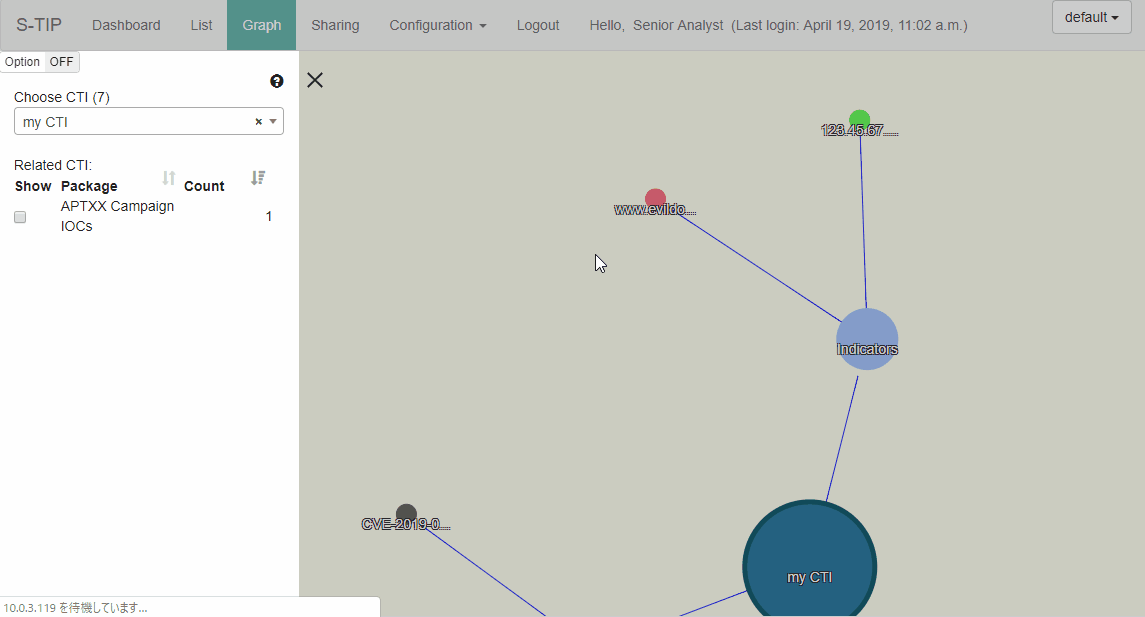 S-TIP Dashboard List Graph Sharing Configuration Logout Hello, Senior Analyst (Last login: April 19, 2019, 11:02 a.m.) default
Option OFF
Choose CTI (7)
my CTI
Related CTI:
Show Package Count
APTXX Campaign
IOCs
1
123.45.67....
www.evildo....
Indicators
CVE-2019-0....
my CTI
10.0.3.119 を待機しています...